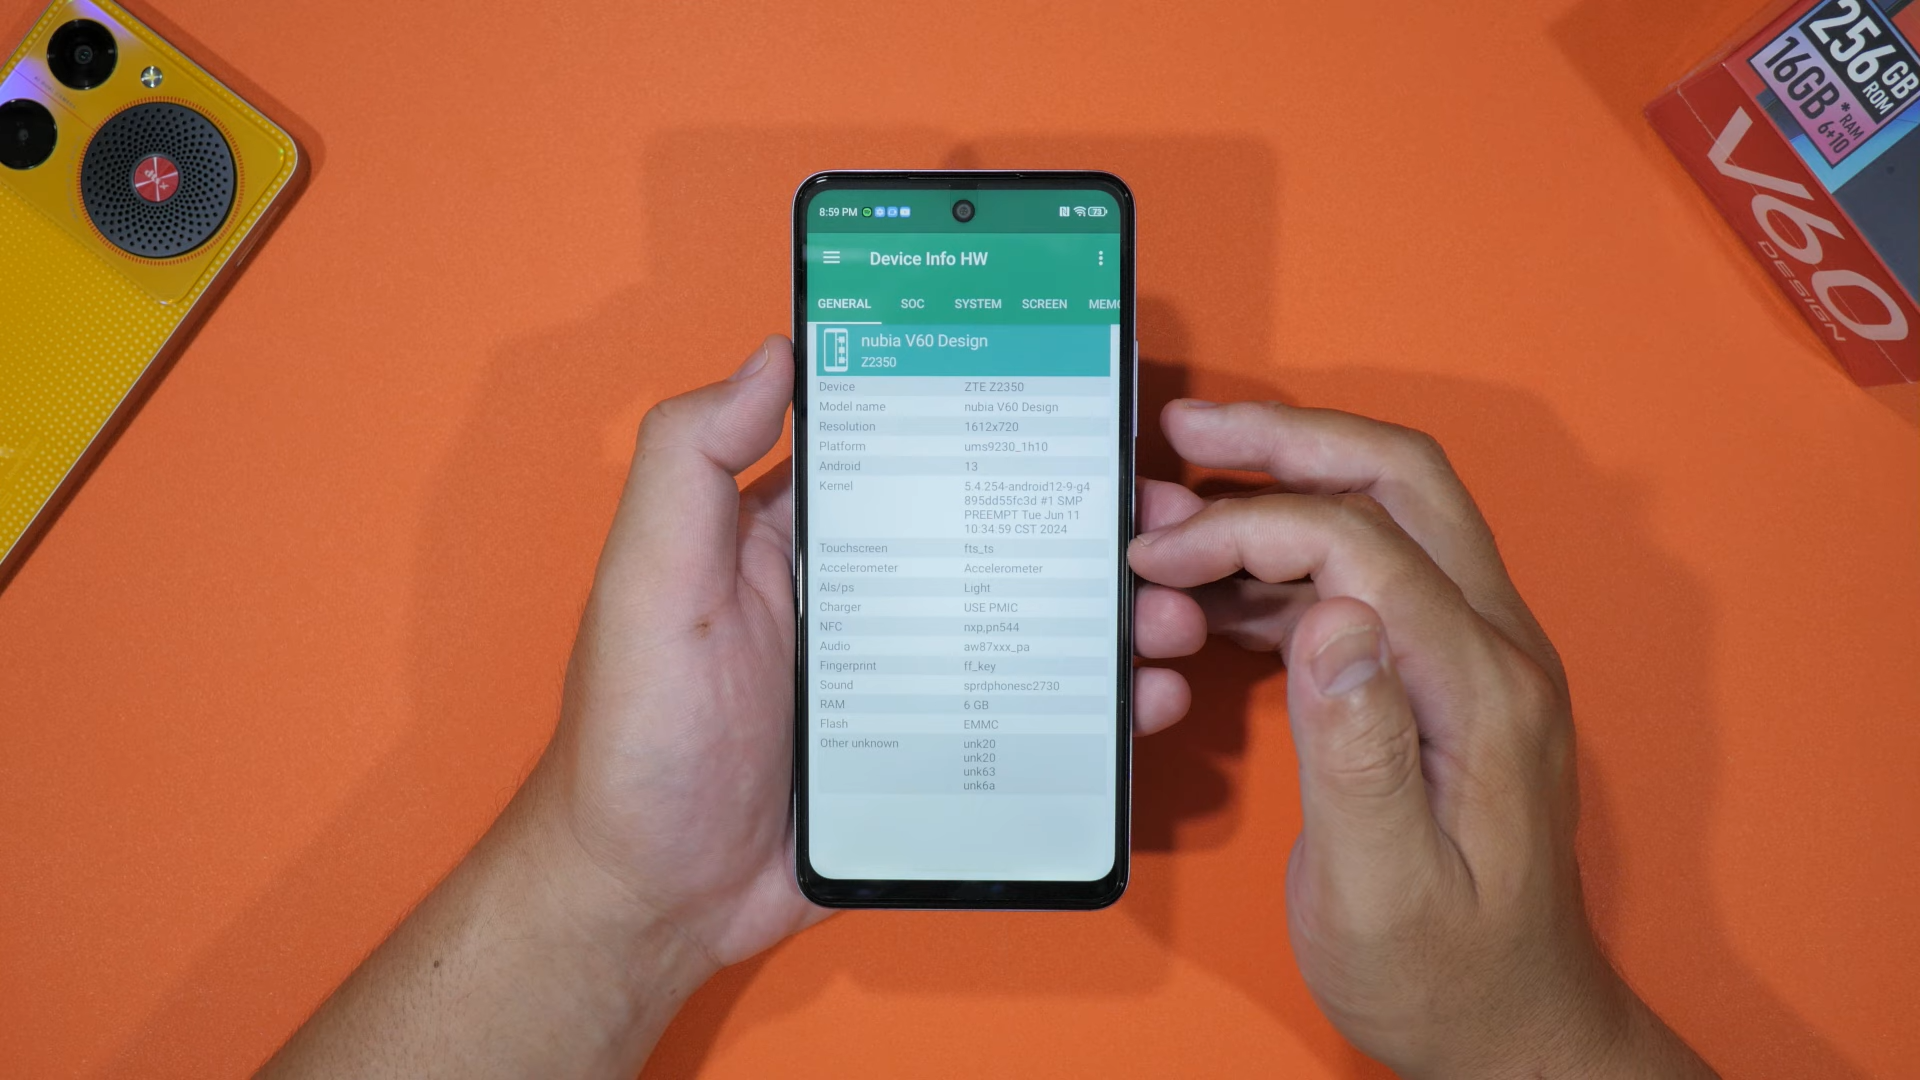 8:59 PM
73
Device Info HW
GENERAL SOC SYSTEM SCREEN MEMO
nubia V60 Design
Z2350
Device ZTE Z2350
Model name nubia V60 Design
Resolution 1612x720
Platform ums9230_1h10
Android 13
Kernel 5.4.254-android12-9-g4
895dd55fc3d #1 SMP
PREEMPT Tue Jun 11
10:34:59 CST 2024
Touchscreen fts_ts
Accelerometer Accelerometer
Als/ps Light
Charger USE PMIC
NFC nxp,pn544
Audio aw87xxx_pa
Fingerprint ff_key
Sound sprdphonesc2730
RAM 6 GB
Flash EMMC
Other unknown unk20
unk20
unk63
unk6a
256 GB ROM
16GB* RAM 6+10
V60
DESIGN